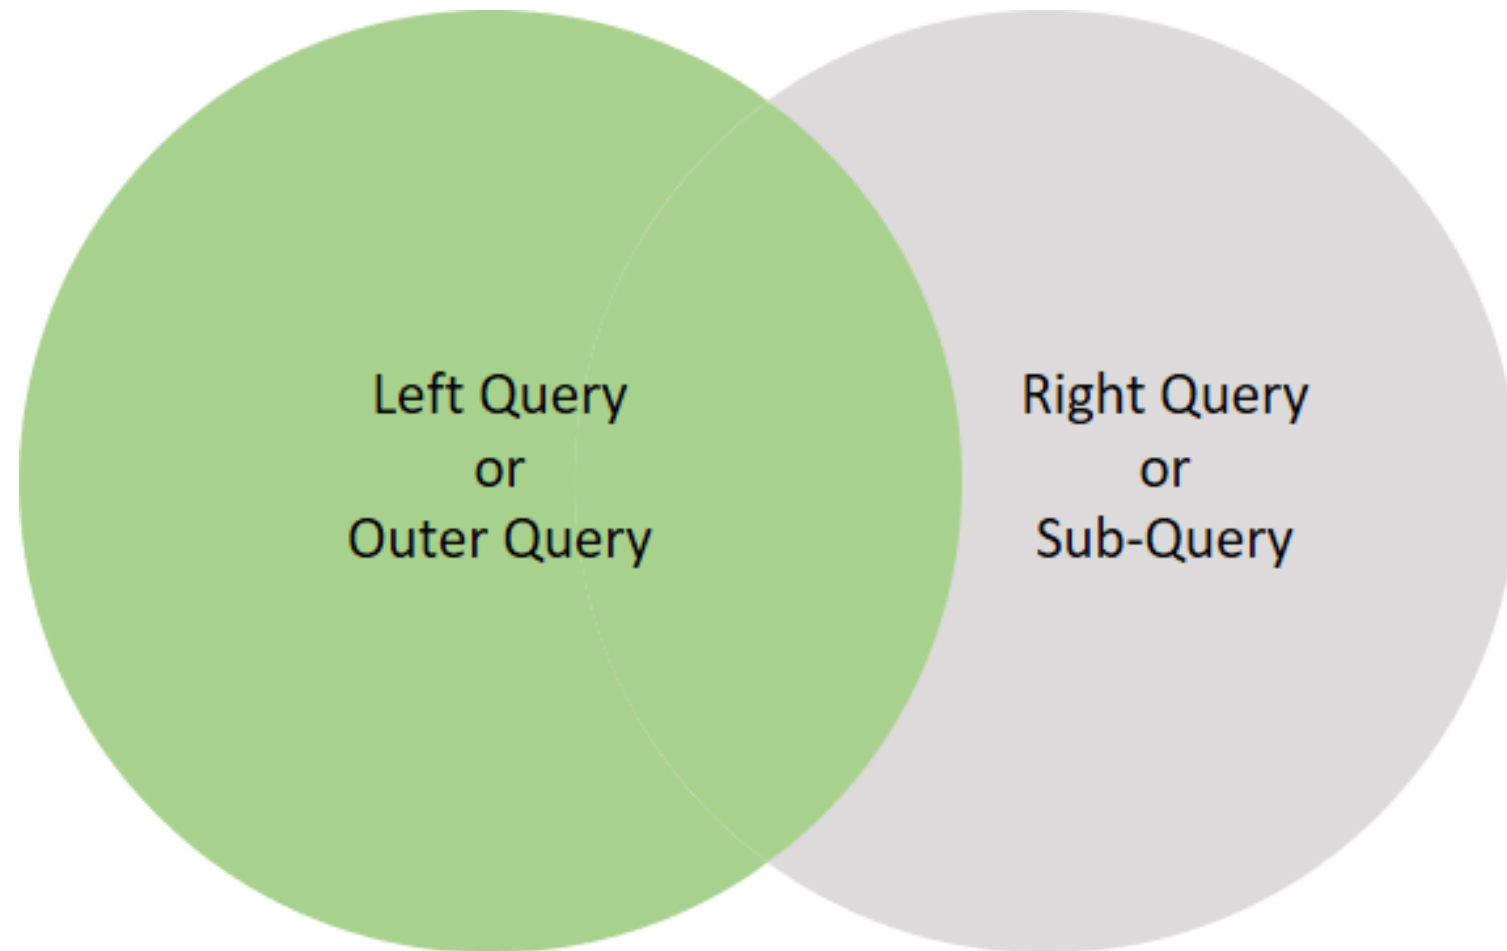 Left Query
or
Outer Query
Right Query
or
Sub-Query